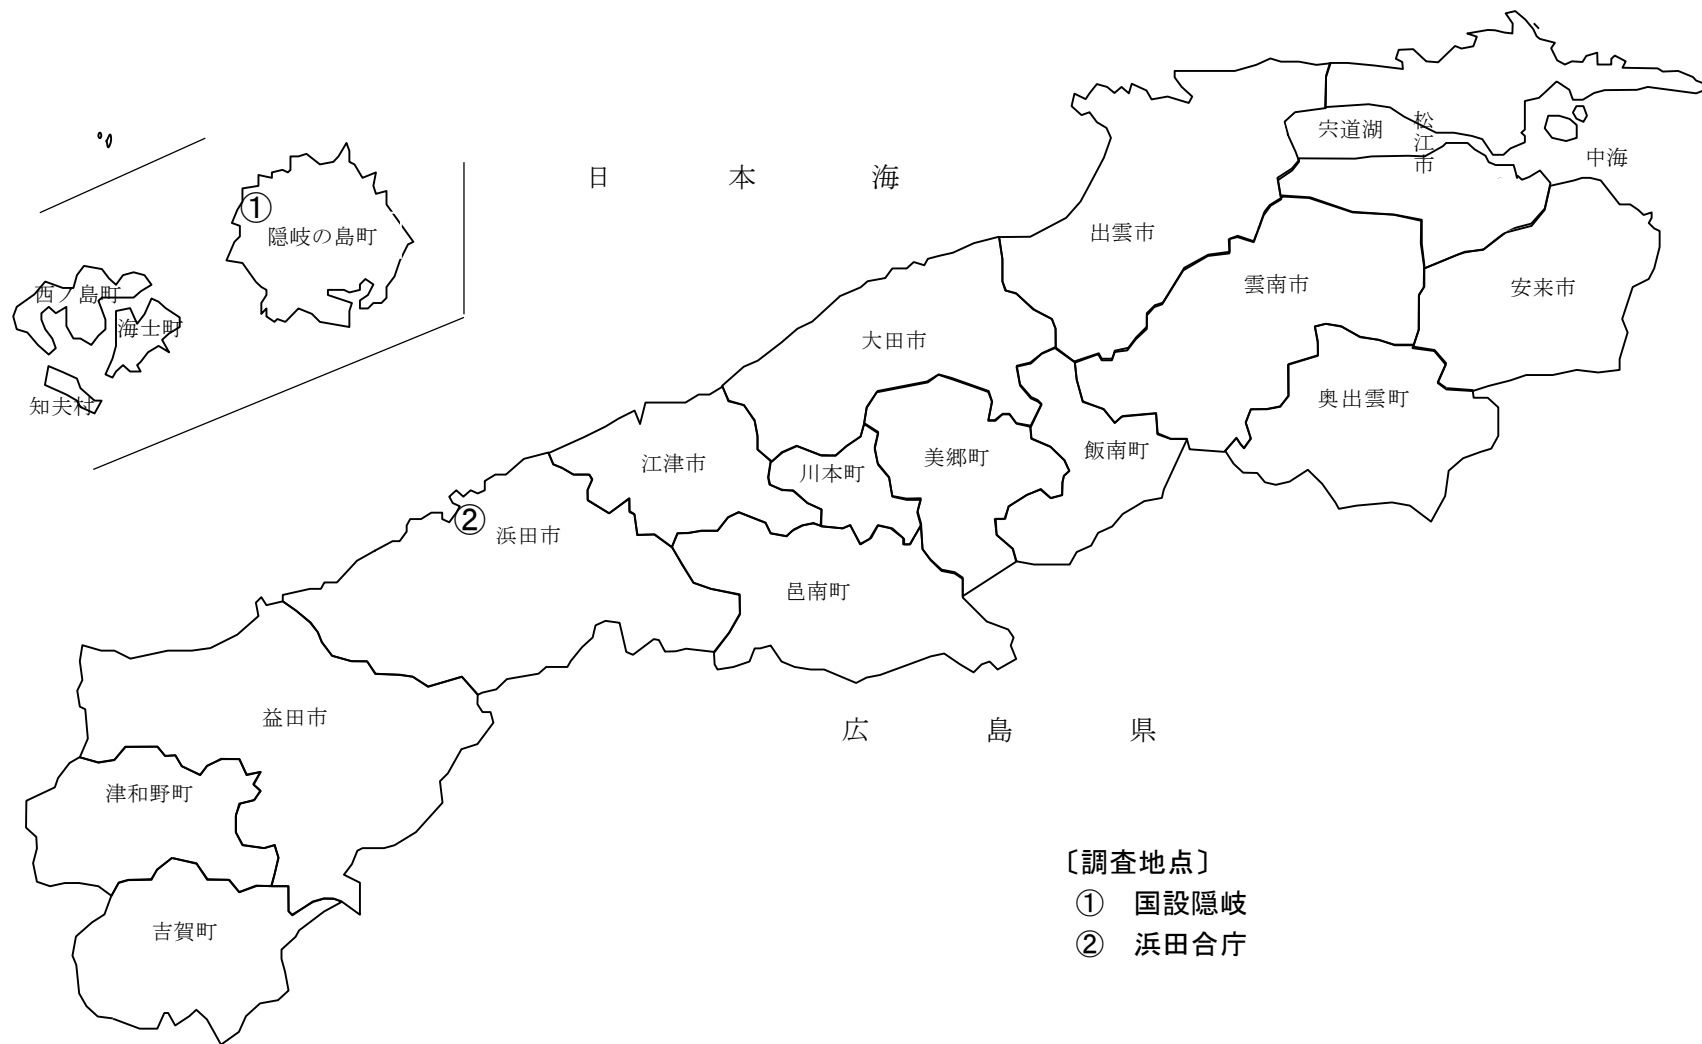 日本海
宍道湖
松江市
中海
①
隠岐の島町
出雲市
雲南市
安来市
西ノ島町
海士町
大田市
知夫村
奥出雲町
江津市
川本町
美郷町
飯南町
②
浜田市
邑南町
益田市
広島県
津和野町
吉賀町
〔調査地点〕
① 国設隠岐
② 浜田合庁